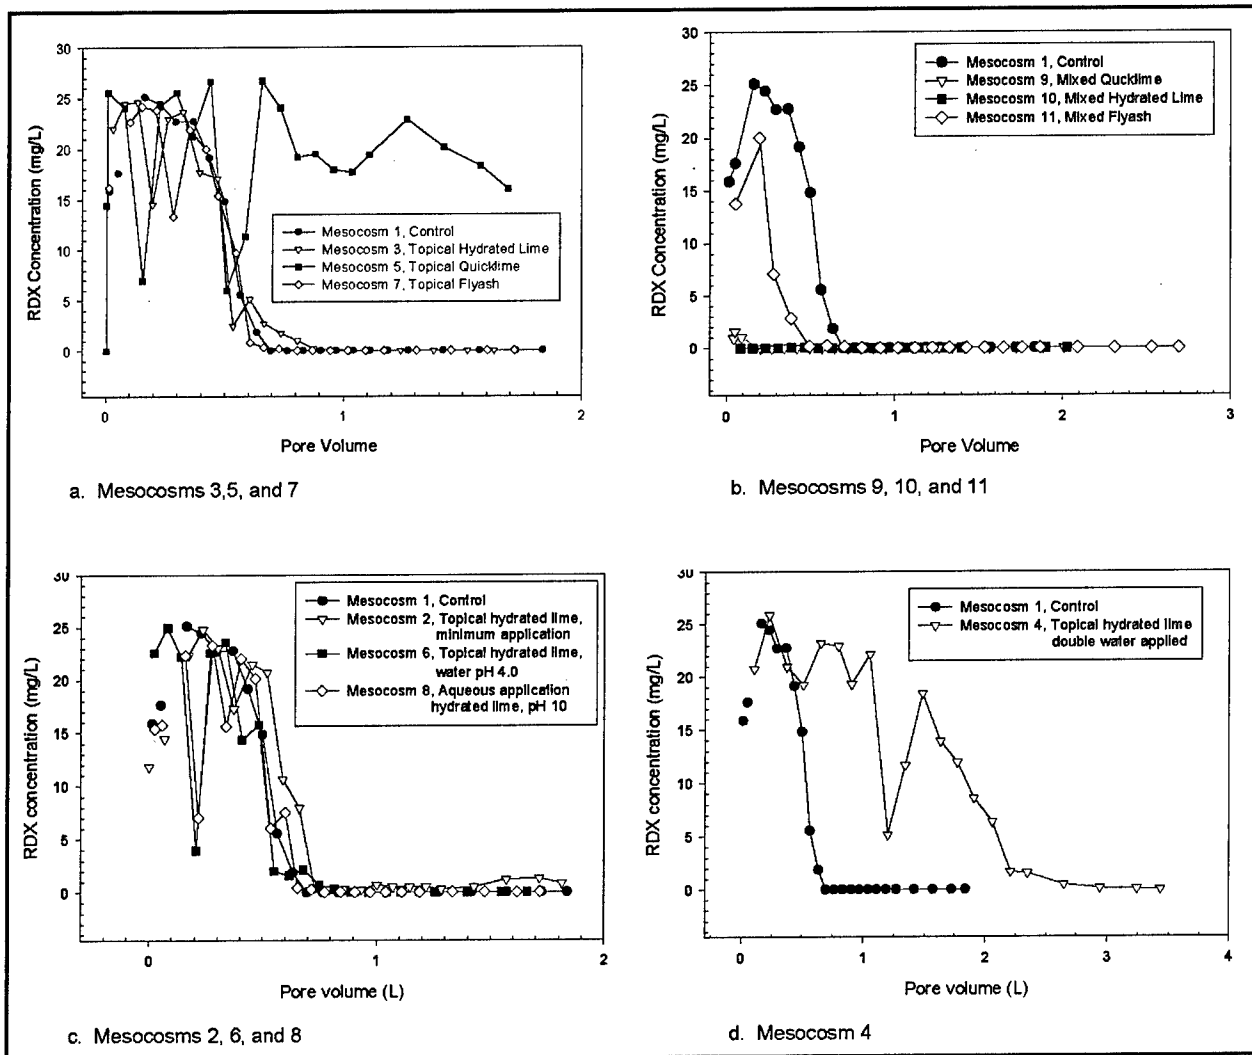 30
25
20
15
10
5
0
RDX Concentration (mg/L)
Mesocosm 1, Control
Mesocosm 3, Topical Hydrated Lime
Mesocosm 5, Topical Quicklime
Mesocosm 7, Topical Flyash
0 1 2
Pore Volume
a. Mesocosms 3,5, and 7
30
25
20
15
10
5
0
RDX Concentration (mg/L)
Mesocosm 1, Control
Mesocosm 9, Mixed Qucklime
Mesocosm 10, Mixed Hydrated Lime
Mesocosm 11, Mixed Flyash
0 1 2 3
Pore Volume
b. Mesocosms 9, 10, and 11
30
25
20
15
10
5
0
RDX concentration (mg/L)
Mesocosm 1, Control
Mesocosm 2, Topical hydrated lime,
minimum application
Mesocosm 6, Topical hydrated lime,
water pH 4.0
Mesocosm 8, Aqueous application
hydrated lime, pH 10
0 1 2
Pore volume (L)
c. Mesocosms 2, 6, and 8
30
25
20
15
10
5
0
RDX concentration (mg/L)
Mesocosm 1, Control
Mesocosm 4, Topical hydrated lime
double water applied
0 1 2 3 4
Pore volume (L)
d. Mesocosm 4